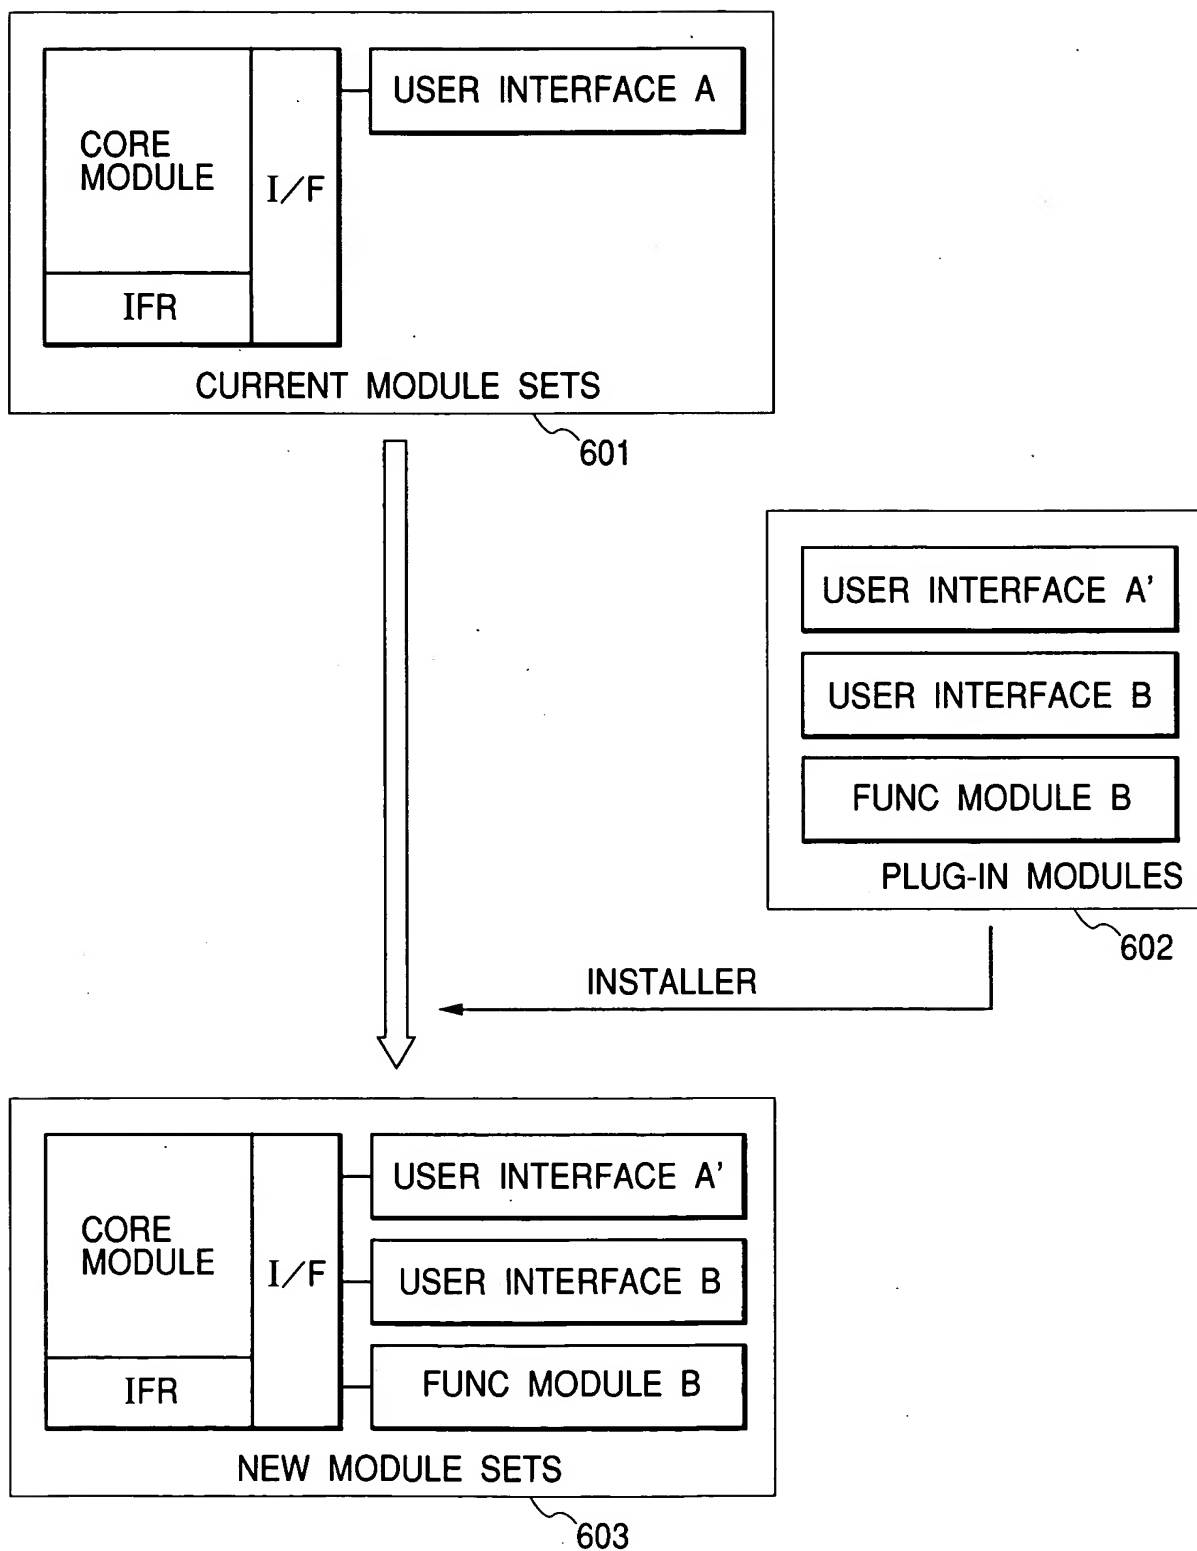 USER INTERFACE A
CORE
MODULE
I/F
IFR
CURRENT MODULE SETS
601
USER INTERFACE A'
USER INTERFACE B
FUNC MODULE B
PLUG-IN MODULES
602
INSTALLER
USER INTERFACE A'
CORE
MODULE
I/F
USER INTERFACE B
IFR
FUNC MODULE B
NEW MODULE SETS
603